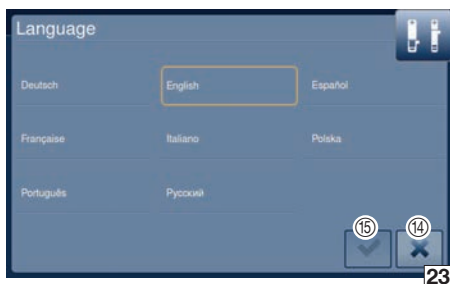 Language
Deutsch English Español
Française Italiano Polska
Português Русский
⑮ ⑭
23